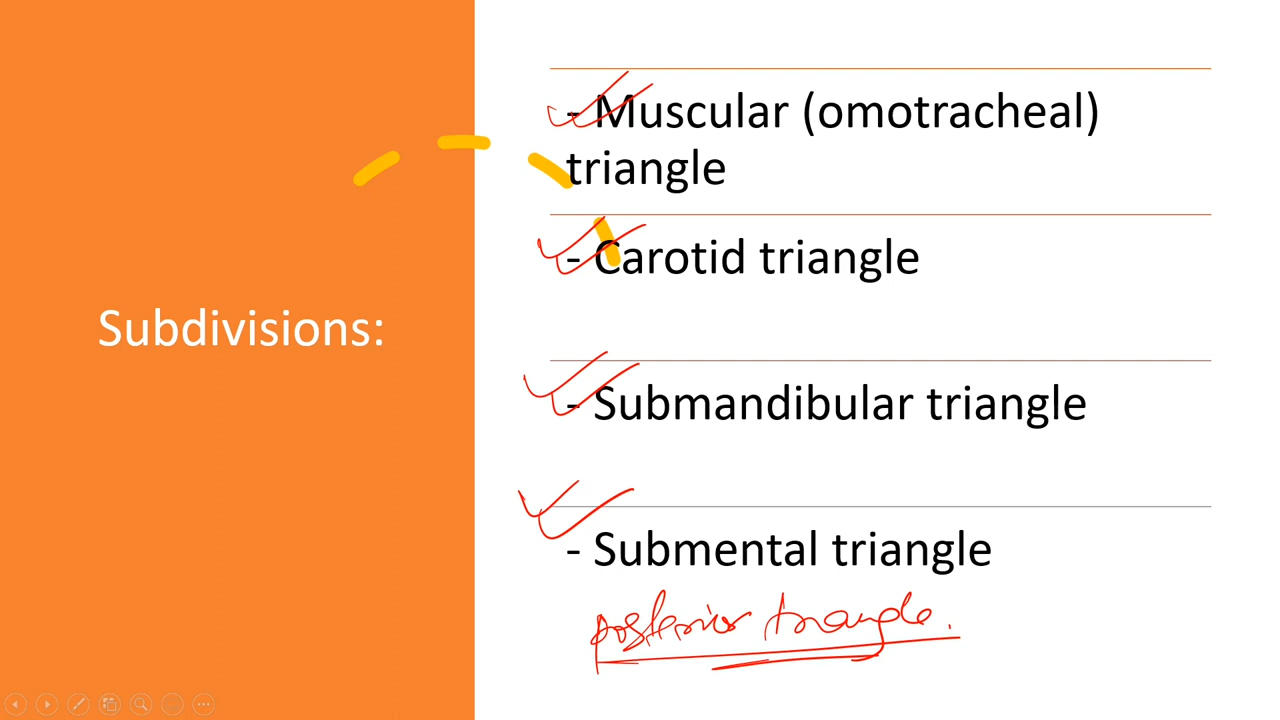 Subdivisions:
- Muscular (omotracheal)
triangle
- Carotid triangle
- Submandibular triangle
- Submental triangle
posterior triangle.